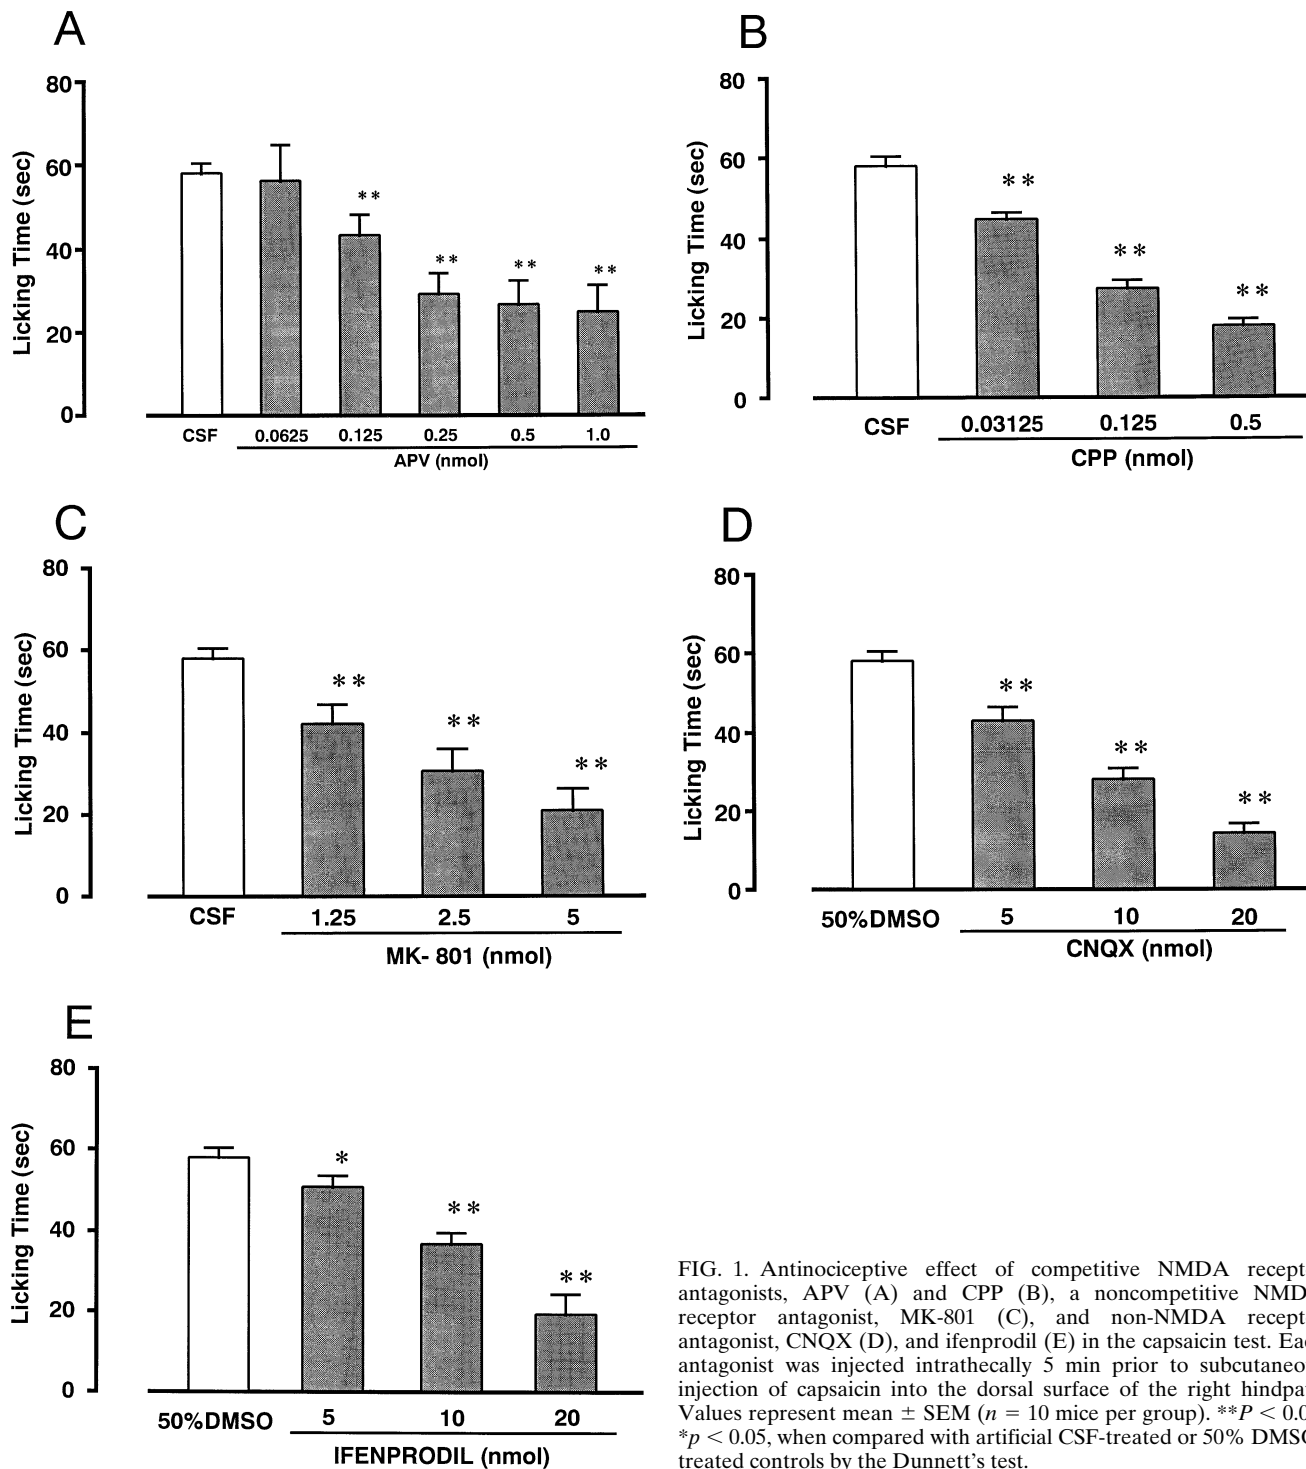 A
80
60
40
20
0
Licking Time (sec)
**
**
**
**
CSF 0.0625 0.125 0.25 0.5 1.0
APV (nmol)
B
80
60
40
20
0
Licking Time (sec)
**
**
**
CSF 0.03125 0.125 0.5
CPP (nmol)
C
80
60
40
20
0
Licking Time (sec)
**
**
**
CSF 1.25 2.5 5
MK- 801 (nmol)
D
80
60
40
20
0
Licking Time (sec)
**
**
**
50%DMSO 5 10 20
CNQX (nmol)
E
80
60
40
20
0
Licking Time (sec)
*
**
**
50%DMSO 5 10 20
IFENPRODIL (nmol)
FIG. 1. Antinociceptive effect of competitive NMDA recept
antagonists, APV (A) and CPP (B), a noncompetitive NMD
receptor antagonist, MK-801 (C), and non-NMDA recept
antagonist, CNQX (D), and ifenprodil (E) in the capsaicin test. Eac
antagonist was injected intrathecally 5 min prior to subcutaneo
injection of capsaicin into the dorsal surface of the right hindpa
Values represent mean ± SEM (n = 10 mice per group). **P < 0.0
*p < 0.05, when compared with artificial CSF-treated or 50% DMSO
treated controls by the Dunnett's test.